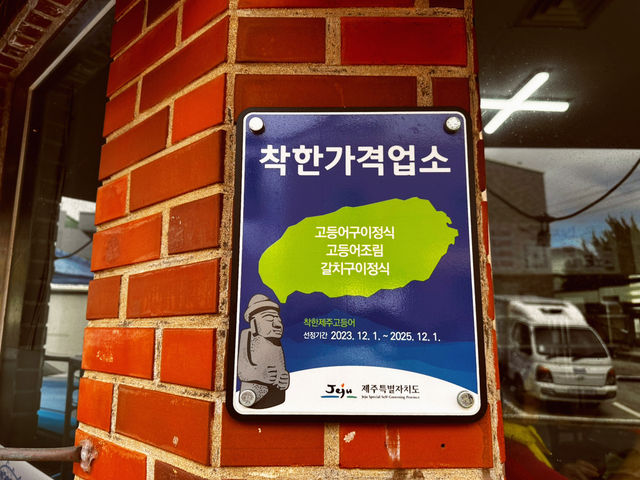 착한가격업소
고등어구이정식
고등어조림
갈치구이정식
착한제주고등어
선정기간 2023. 12. 1. ~ 2025. 12. 1.
Jeju 제주특별자치도
Jeju Special Self-Governing Province